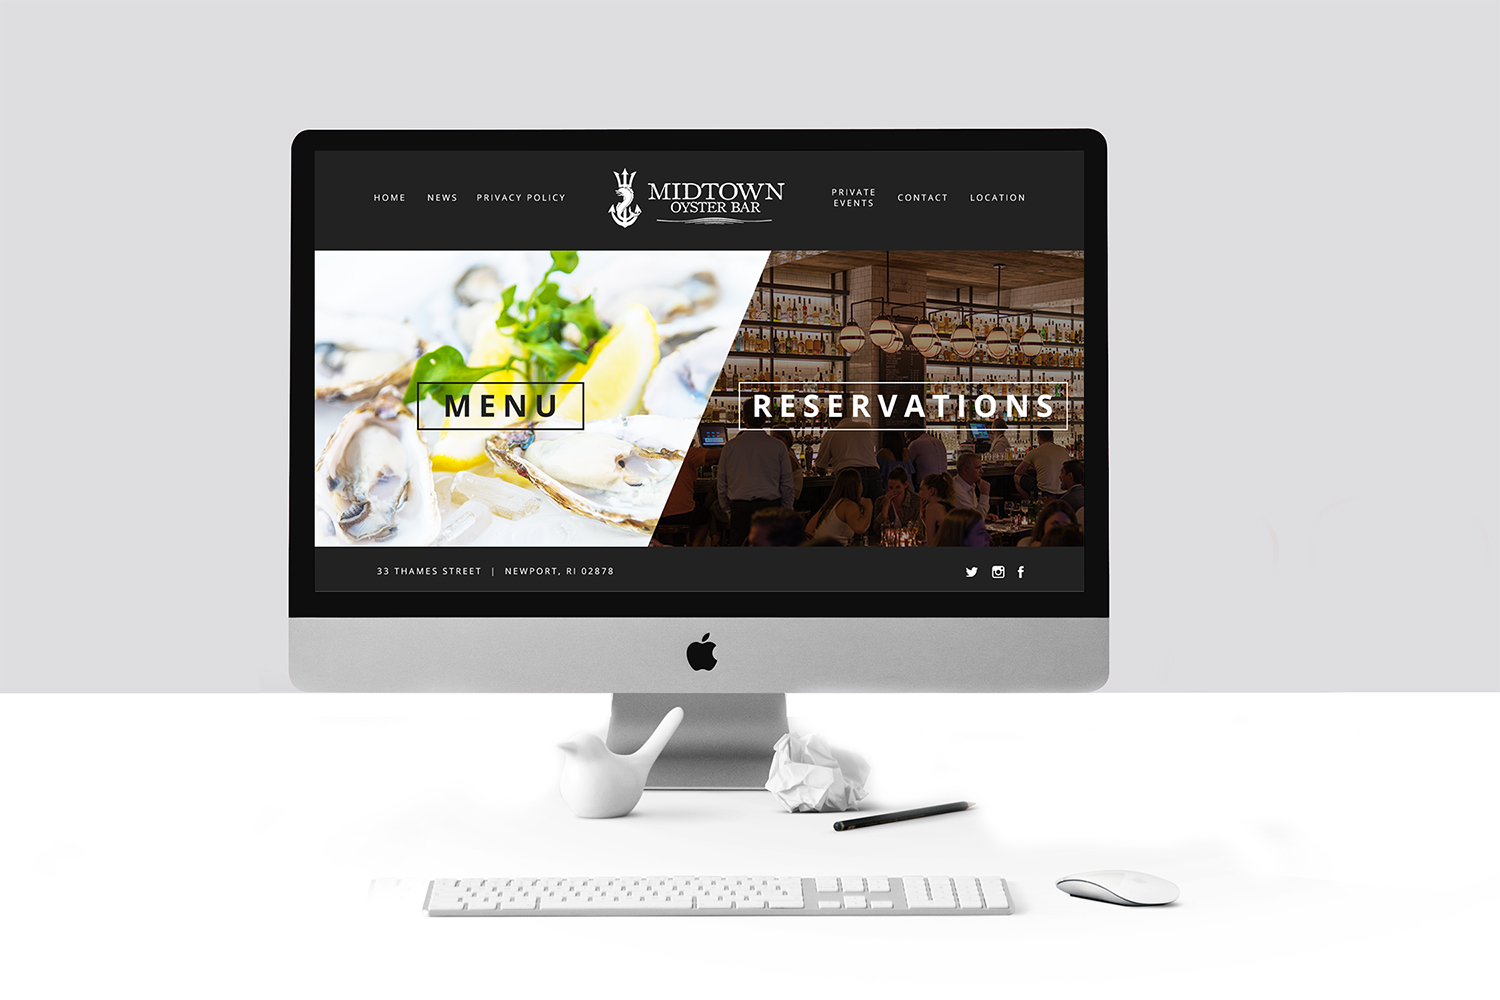 HOME NEWS PRIVACY POLICY
MIDTOWN
OYSTER BAR
PRIVATE
EVENTS
CONTACT LOCATION
MENU
RESERVATIONS
33 THAMES STREET | NEWPORT, RI 02878